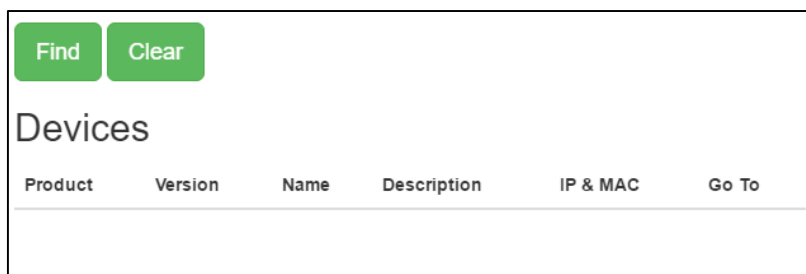 Find Clear
Devices
Product Version Name Description IP & MAC Go To